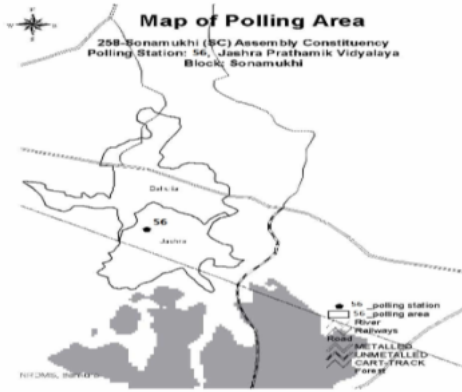 Map of Polling Area
258-Sonamukhi (SC) Assembly Constituency
Polling Station: 56, Jashra Prathamik Vidyalaya
Block: Sonamukhi
N
W
E
S
56
Jashra
56 _polling station
56 _polling area
River
Railways
Road
METALLED
UNMETALLED
CART-TRACK
Forest